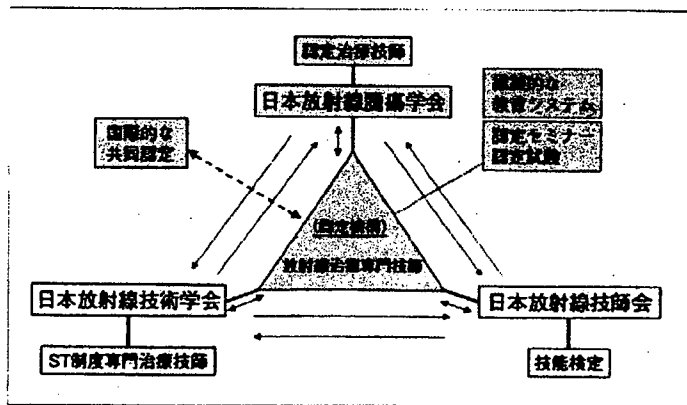 認定治療技師
日本放射線腫瘍学会
国際的な
共同認定
継続的な
教育システム
認定セミナー
認定試験
(認定機構)
放射線治療専門技師
日本放射線技術学会
日本放射線技師会
ST制度専門治療技師
技能検定